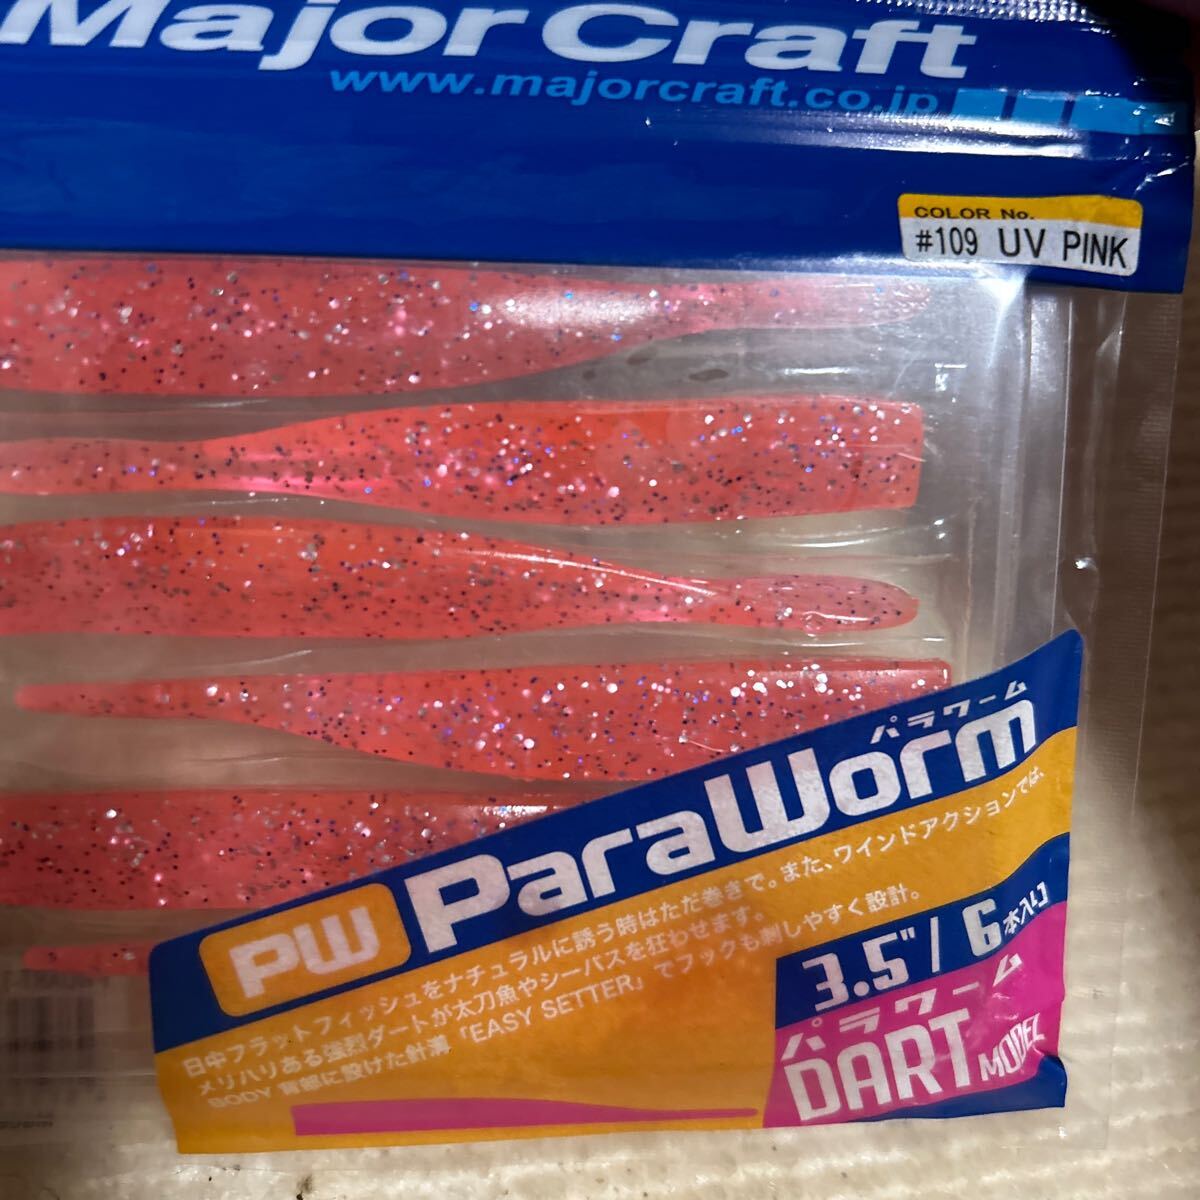 Major Craft
www.majorcraft.co.jp
COLOR No.
#109 UV PINK
パラワーム
PW ParaWorm
日中フラットフィッシュをナチュラルに誘う時はただ巻きで。また、ワインドアクションでは、
メリハリある強烈ダートが太刀魚やシーバスを狂わせます。
BODY背部に設けた針溝「EASY SETTER」でフックも刺しやすく設計。
3.5"/6本入り
パラワーム
DART MODEL